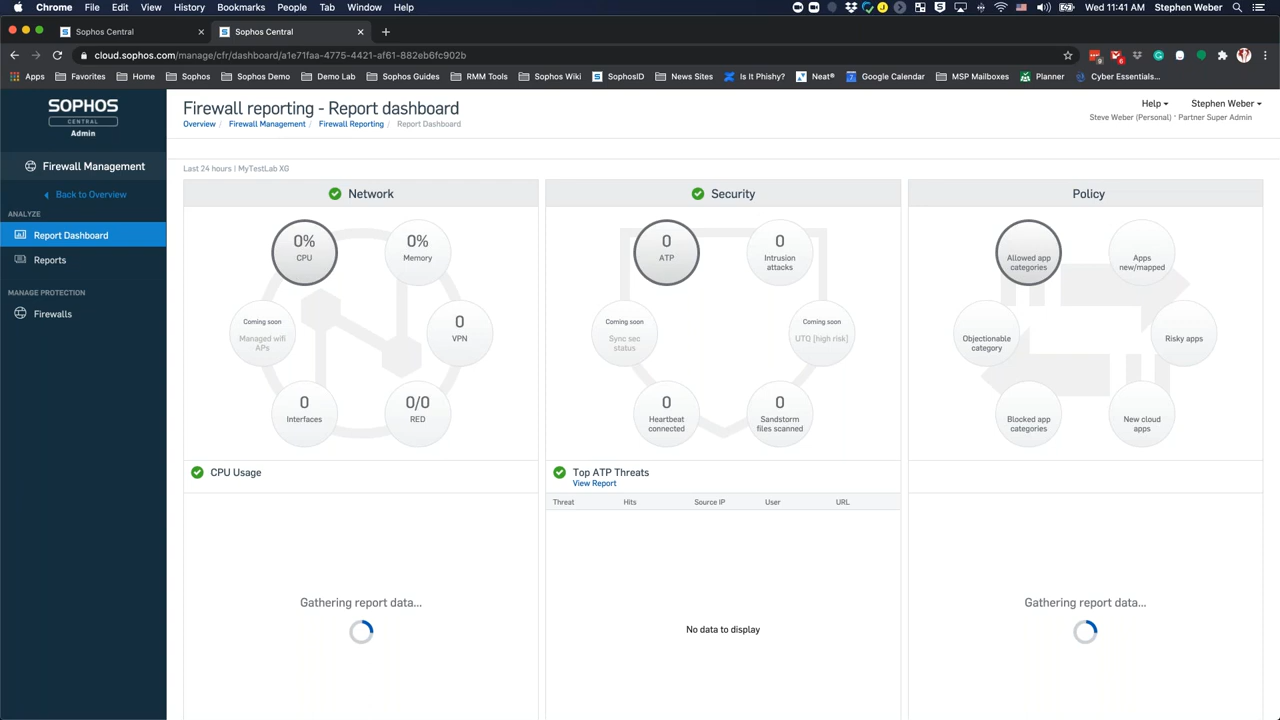 Chrome File Edit View History Bookmarks People Tab Window Help Wed 11:41 AM Stephen Weber
Sophos Central Sophos Central
cloud.sophos.com/manage/cfr/dashboard/a1e71faa-4775-4421-af61-882eb6fc902b
Apps Favorites Home Sophos Sophos Demo Demo Lab Sophos Guides RMM Tools Sophos Wiki SophosID News Sites Is It Phishy? Neat® Google Calendar MSP Mailboxes Planner Cyber Essentials...
SOPHOS
CENTRAL
Admin
Firewall Management
Back to Overview
ANALYZE
Report Dashboard
Reports
MANAGE PROTECTION
Firewalls
Firewall reporting - Report dashboard
Overview / Firewall Management / Firewall Reporting / Report Dashboard
Help Stephen Weber
Steve Weber (Personal) · Partner Super Admin
Last 24 hours | MyTestLab XG
Network
0%
CPU
0%
Memory
Coming soon
Managed wifi
APs
0
VPN
0
Interfaces
0/0
RED
CPU Usage
Gathering report data...
Security
0
ATP
0
Intrusion
attacks
Coming soon
Sync sec
status
Coming soon
UTQ [high risk]
0
Heartbeat
connected
0
Sandstorm
files scanned
Top ATP Threats
View Report
Threat Hits Source IP User URL
No data to display
Policy
Allowed app
categories
Apps
new/mapped
Objectionable
category
Risky apps
Blocked app
categories
New cloud
apps
Gathering report data...